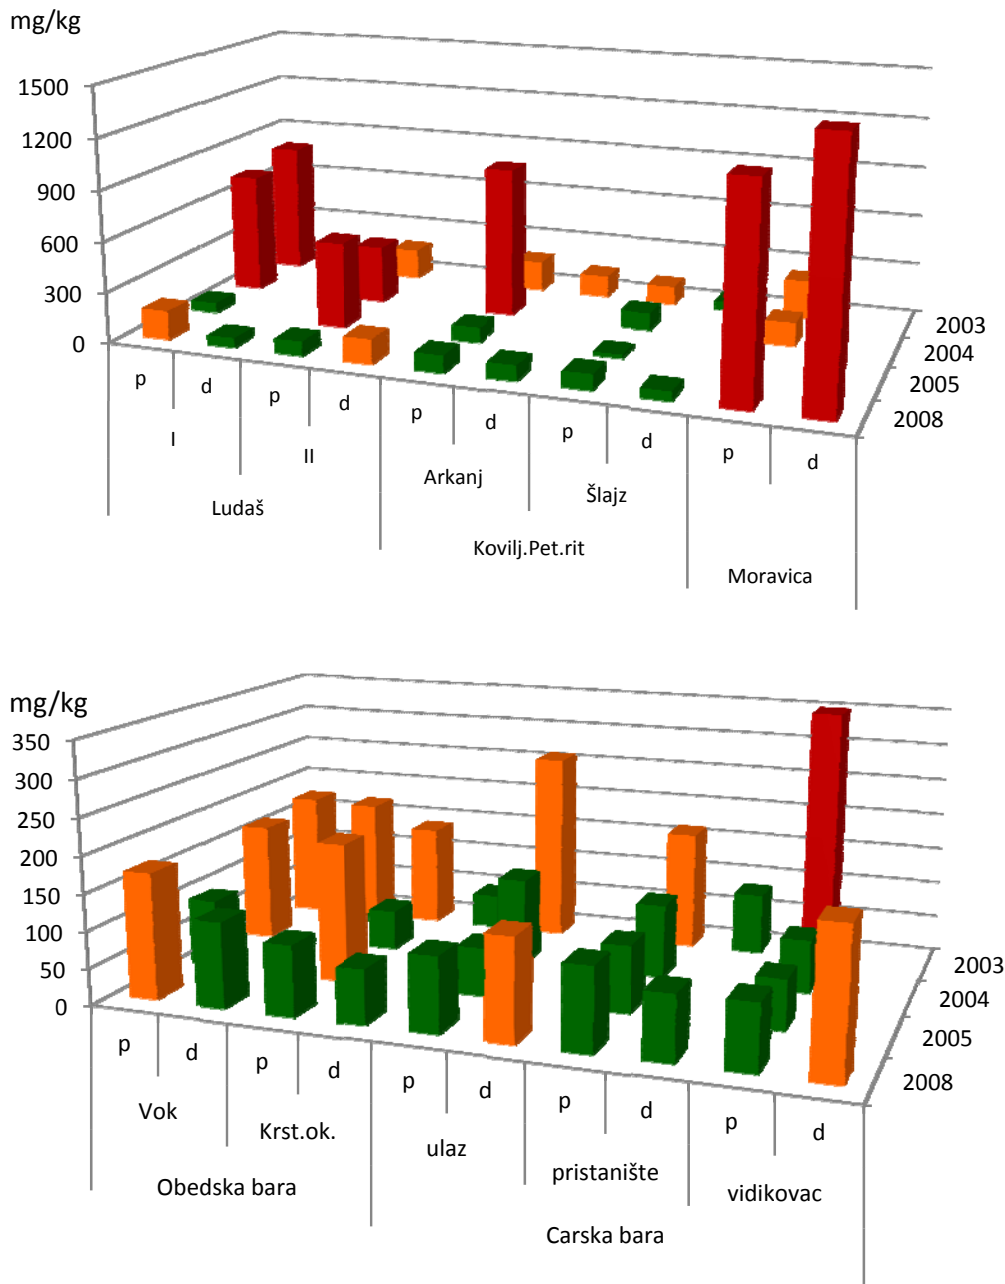 mg/kg
1500
1200
900
600
300
0
2003
2004
2005
2008
p d p d p d p d p d
I II Arkanj Šlajz
Ludaš Kovilj.Pet.rit Moravica
mg/kg
350
300
250
200
150
100
50
0
2003
2004
2005
2008
p d p d p d p d p d
Vok Krst.ok. ulaz pristanište vidikovac
Obedska bara Carska bara